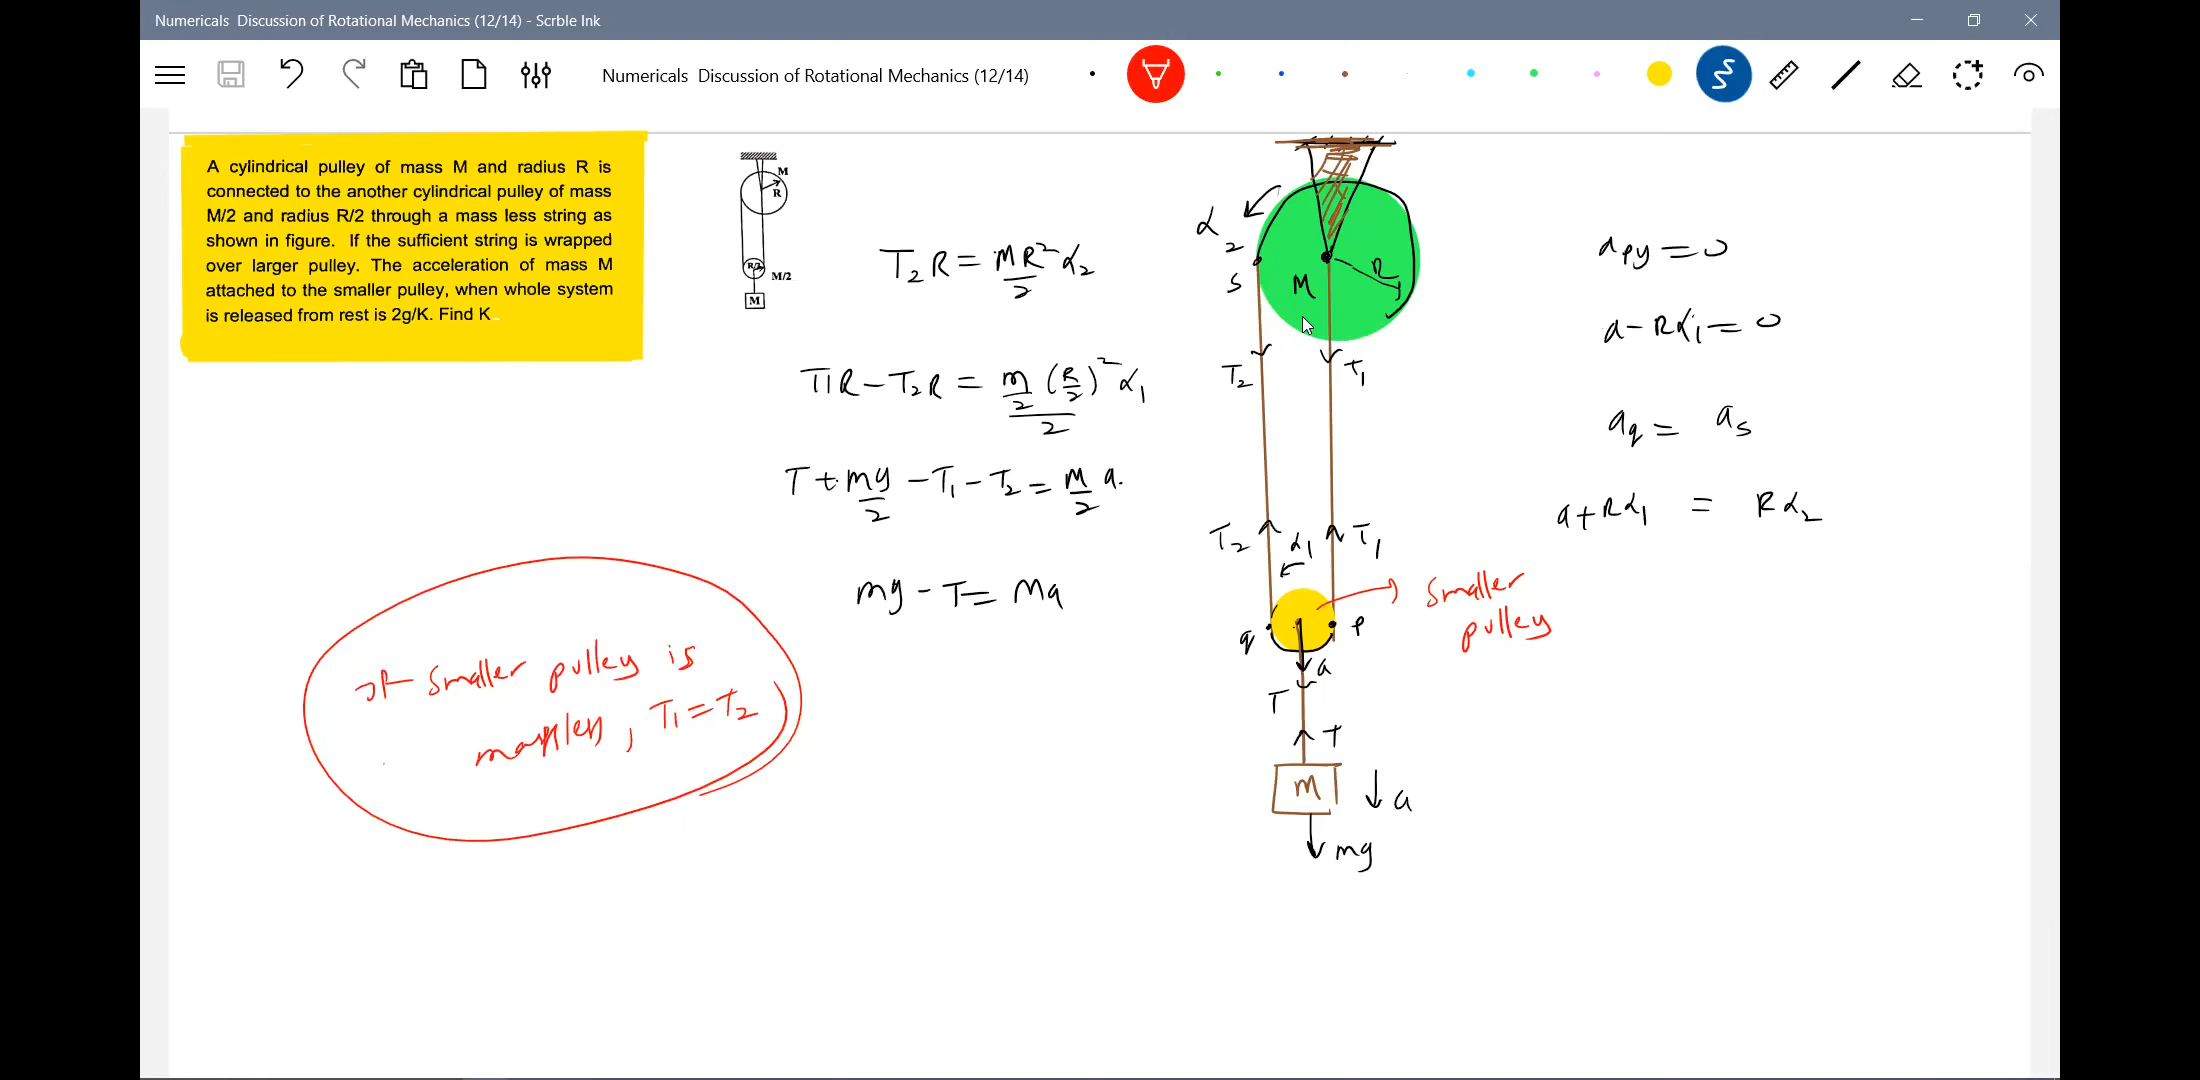 Numericals Discussion of Rotational Mechanics (12/14) - Scrble Ink
Numericals Discussion of Rotational Mechanics (12/14)
A cylindrical pulley of mass M and radius R is
connected to the another cylindrical pulley of mass
M/2 and radius R/2 through a mass less string as
shown in figure. If the sufficient string is wrapped
over larger pulley. The acceleration of mass M
attached to the smaller pulley, when whole system
is released from rest is 2g/K. Find K
M
R
R/2
M/2
M
T₂R = MR²/2 α₂
T1R - T₂R = m/2 (R/2)²/2 α₁
T + mg/2 - T₁ - T₂ = M/2 a.
mg - T = Ma
If smaller pulley is
massless, T₁ = T₂
α₂
S
M
R
T₂
T₁
T₂
α₁
T₁
q
p
a
T
T
m
a
mg
smaller
pulley
apy = 0
a - Rα₁ = 0
aq = as
a + Rα₁ = Rα₂